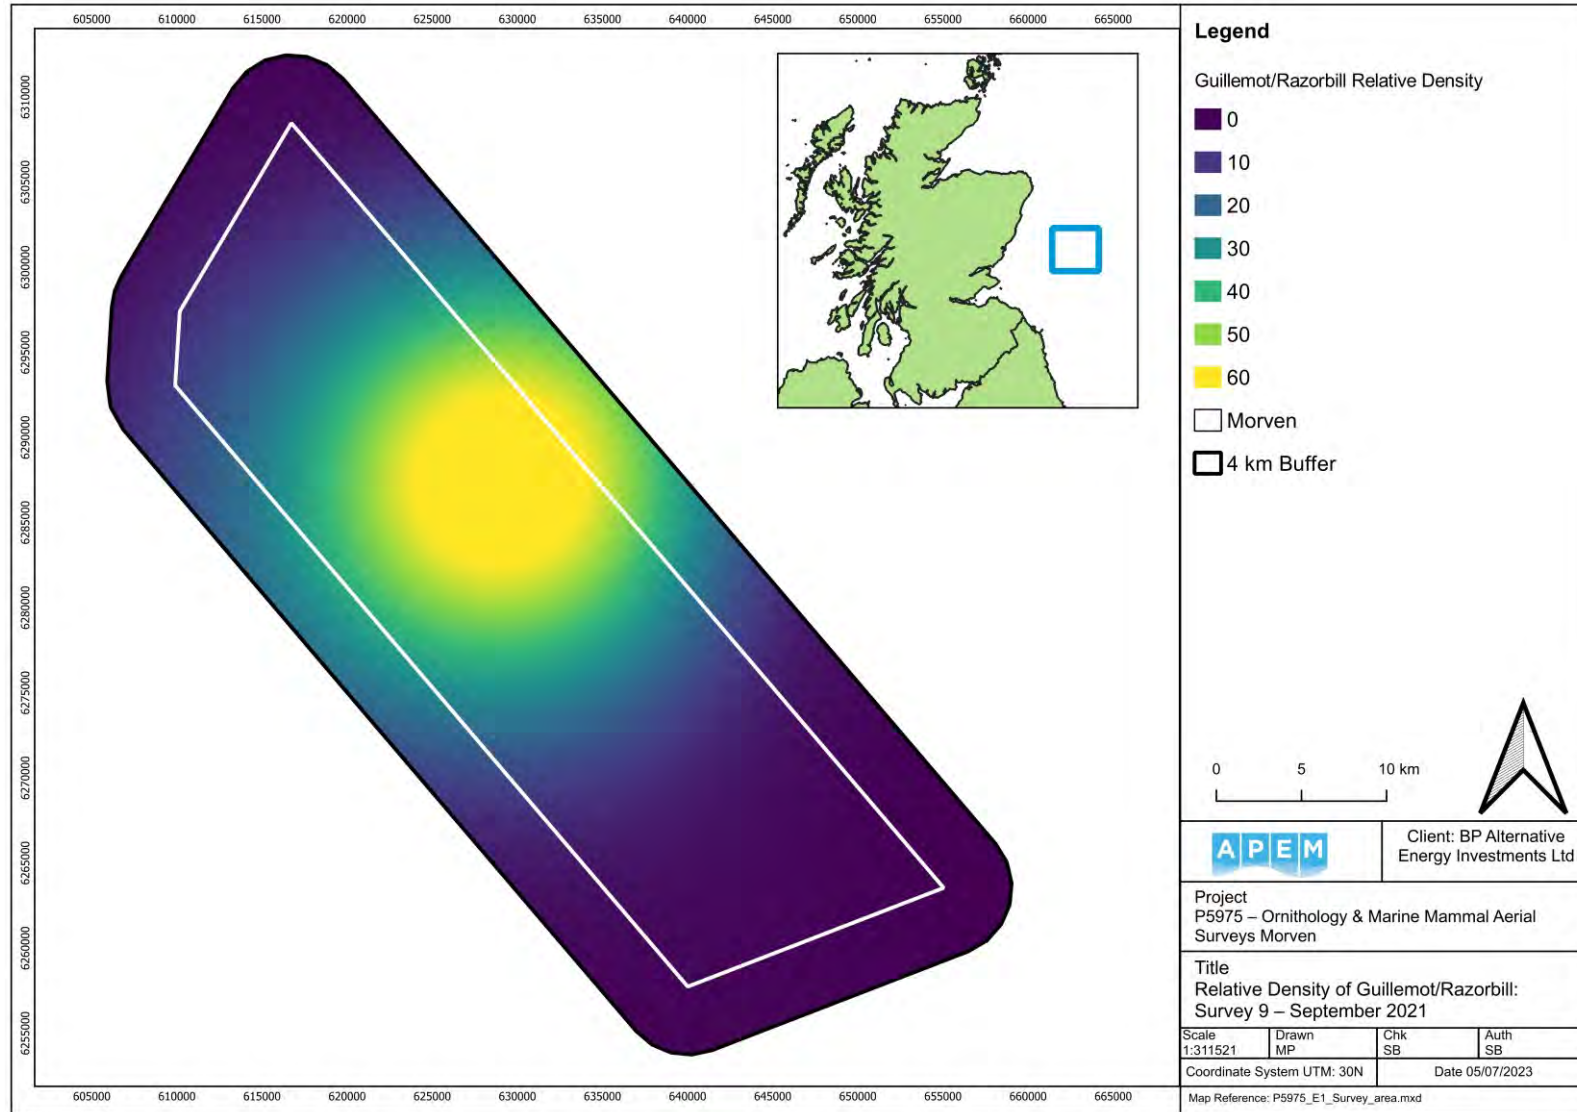 605000 610000 615000 620000 625000 630000 635000 640000 645000 650000 655000 660000 665000
6310000
6305000
6300000
6295000
6290000
6285000
6280000
6275000
6270000
6265000
6260000
6255000
605000 610000 615000 620000 625000 630000 635000 640000 645000 650000 655000 660000 665000
Legend
Guillemot/Razorbill Relative Density
0
10
20
30
40
50
60
Morven
4 km Buffer
0 5 10 km
APEM
Client: BP Alternative
Energy Investments Ltd
Project
P5975 – Ornithology & Marine Mammal Aerial
Surveys Morven
Title
Relative Density of Guillemot/Razorbill:
Survey 9 – September 2021
Scale Drawn Chk Auth
1:311521 MP SB SB
Coordinate System UTM: 30N Date 05/07/2023
Map Reference: P5975_E1_Survey_area.mxd